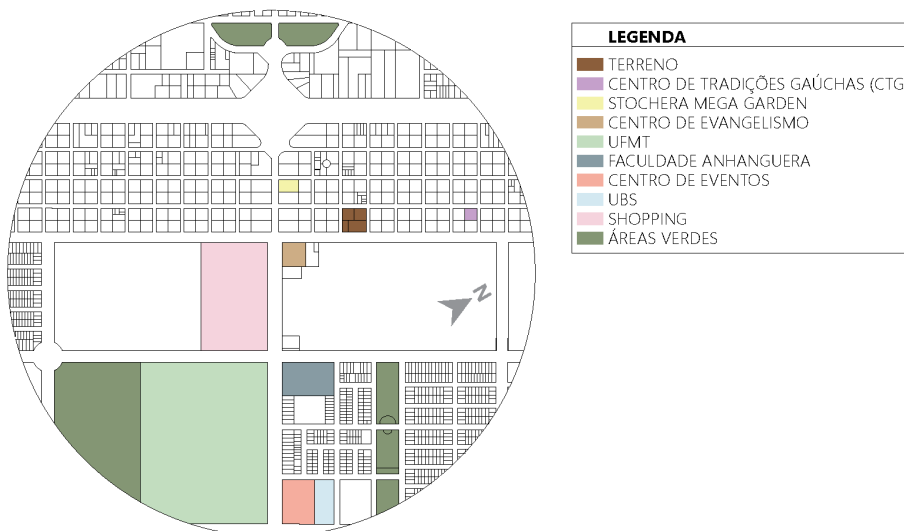 LEGENDA
TERRENO
CENTRO DE TRADIÇÕES GAÚCHAS (CTG
STOCHERA MEGA GARDEN
CENTRO DE EVANGELISMO
UFMT
FACULDADE ANHANGUERA
CENTRO DE EVENTOS
UBS
SHOPPING
ÁREAS VERDES
N